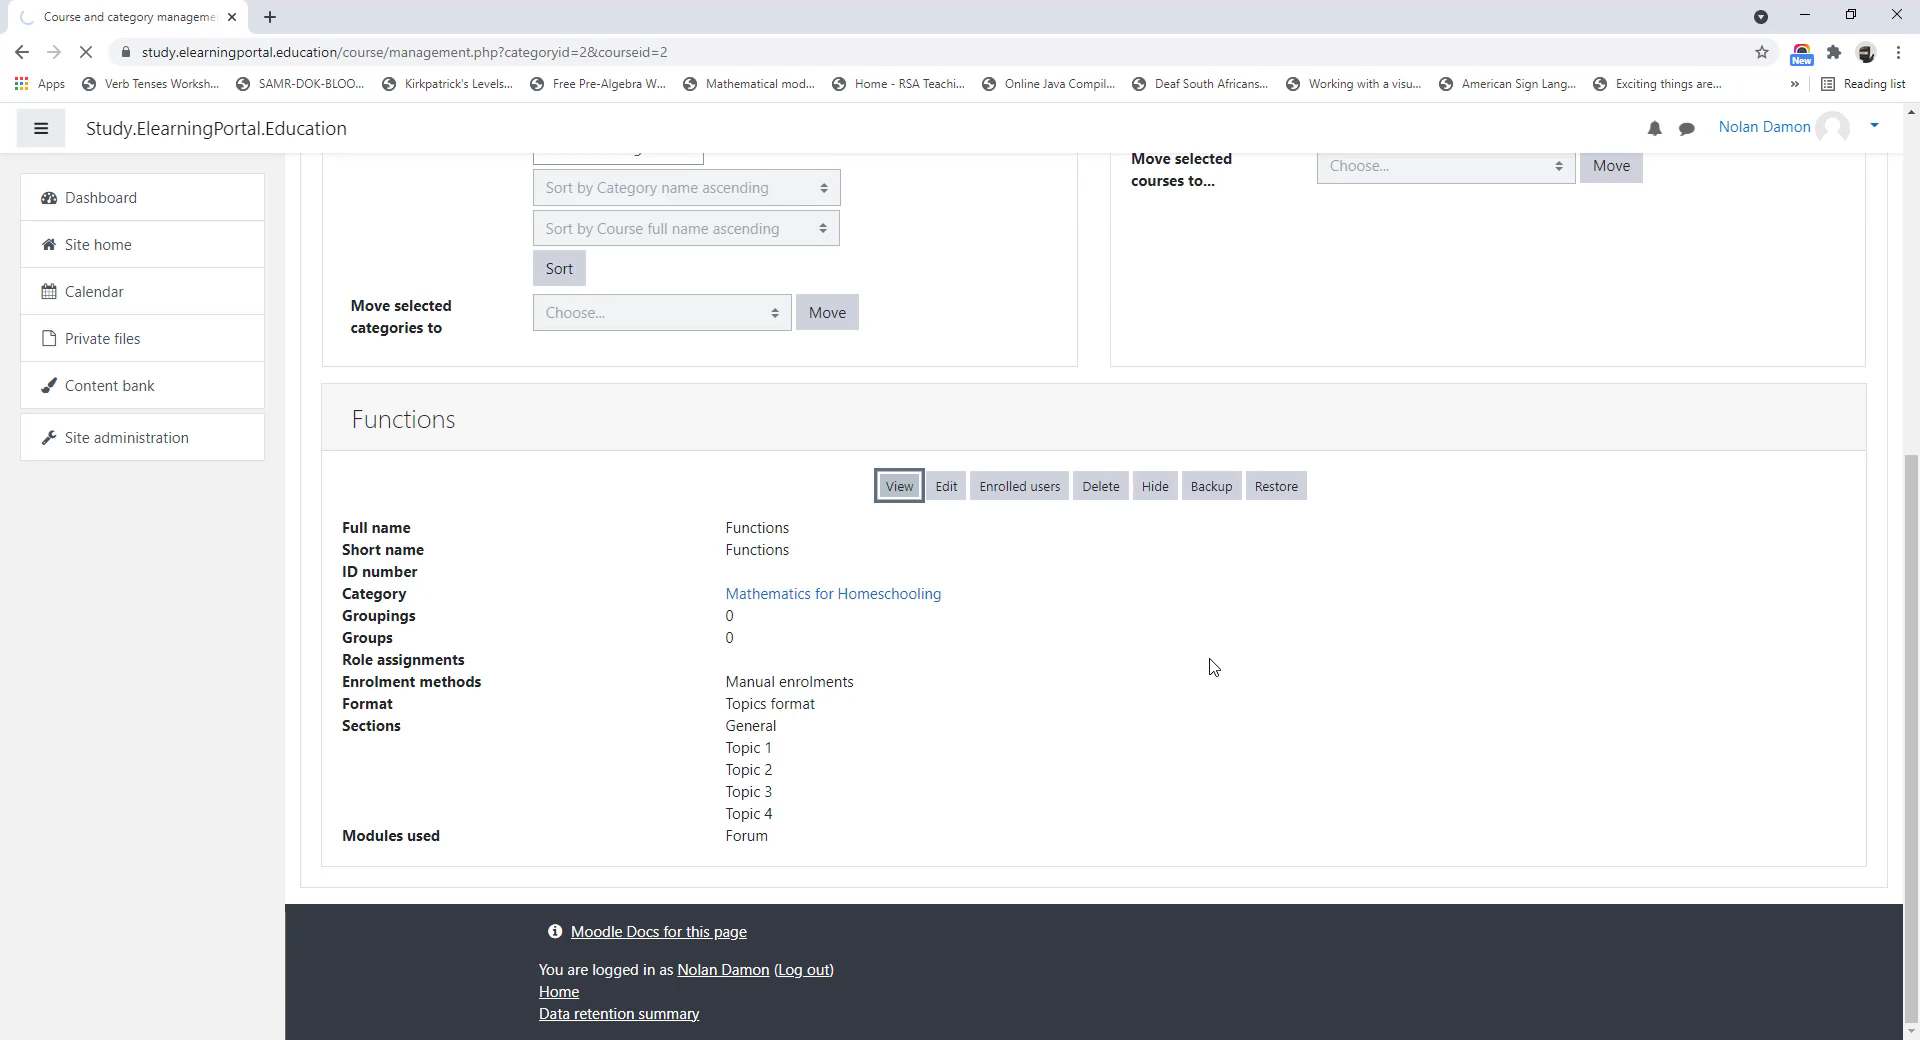 Course and category manageme
study.elearningportal.education/course/management.php?categoryid=2&courseid=2
New
Apps
Verb Tenses Worksh...
SAMR-DOK-BLOO...
Kirkpatrick's Levels...
Free Pre-Algebra W...
Mathematical mod...
Home - RSA Teachi...
Online Java Compil...
Deaf South Africans...
Working with a visu...
American Sign Lang...
Exciting things are...
»
Reading list
Study.ElearningPortal.Education
Nolan Damon
Dashboard
Site home
Calendar
Private files
Content bank
Site administration
Sort by Category name ascending
Sort by Course full name ascending
Sort
Move selected
categories to
Choose...
Move
Move selected
courses to...
Choose...
Move
Functions
View Edit Enrolled users Delete Hide Backup Restore
Full name Functions
Short name Functions
ID number
Category Mathematics for Homeschooling
Groupings 0
Groups 0
Role assignments
Enrolment methods Manual enrolments
Format Topics format
Sections General
Topic 1
Topic 2
Topic 3
Topic 4
Modules used Forum
Moodle Docs for this page
You are logged in as Nolan Damon (Log out)
Home
Data retention summary